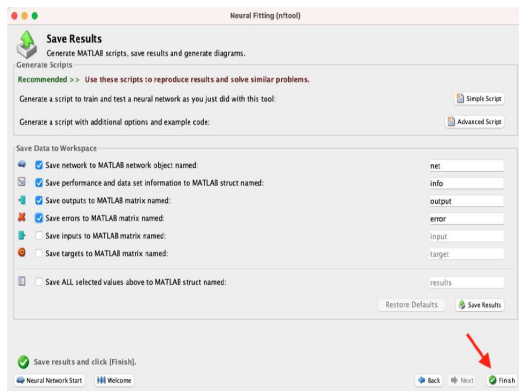 Neural Fitting (nftool)
Save Results
Generate MATLAB scripts, save results and generate diagrams.
Generate Scripts
Recommended >> Use these scripts to reproduce results and solve similar problems.
Generate a script to train and test a neural network as you just did with this tool:
Simple Script
Generate a script with additional options and example code:
Advanced Script
Save Data to Workspace
Save network to MATLAB network object named:
net
Save performance and data set information to MATLAB struct named:
info
Save outputs to MATLAB matrix named:
output
Save errors to MATLAB matrix named:
error
Save inputs to MATLAB matrix named:
input
Save targets to MATLAB matrix named:
target
Save ALL selected values above to MATLAB struct named:
results
Restore Defaults
Save Results
Save results and click [Finish].
Neural Network Start
Welcome
Back
Next
Finish